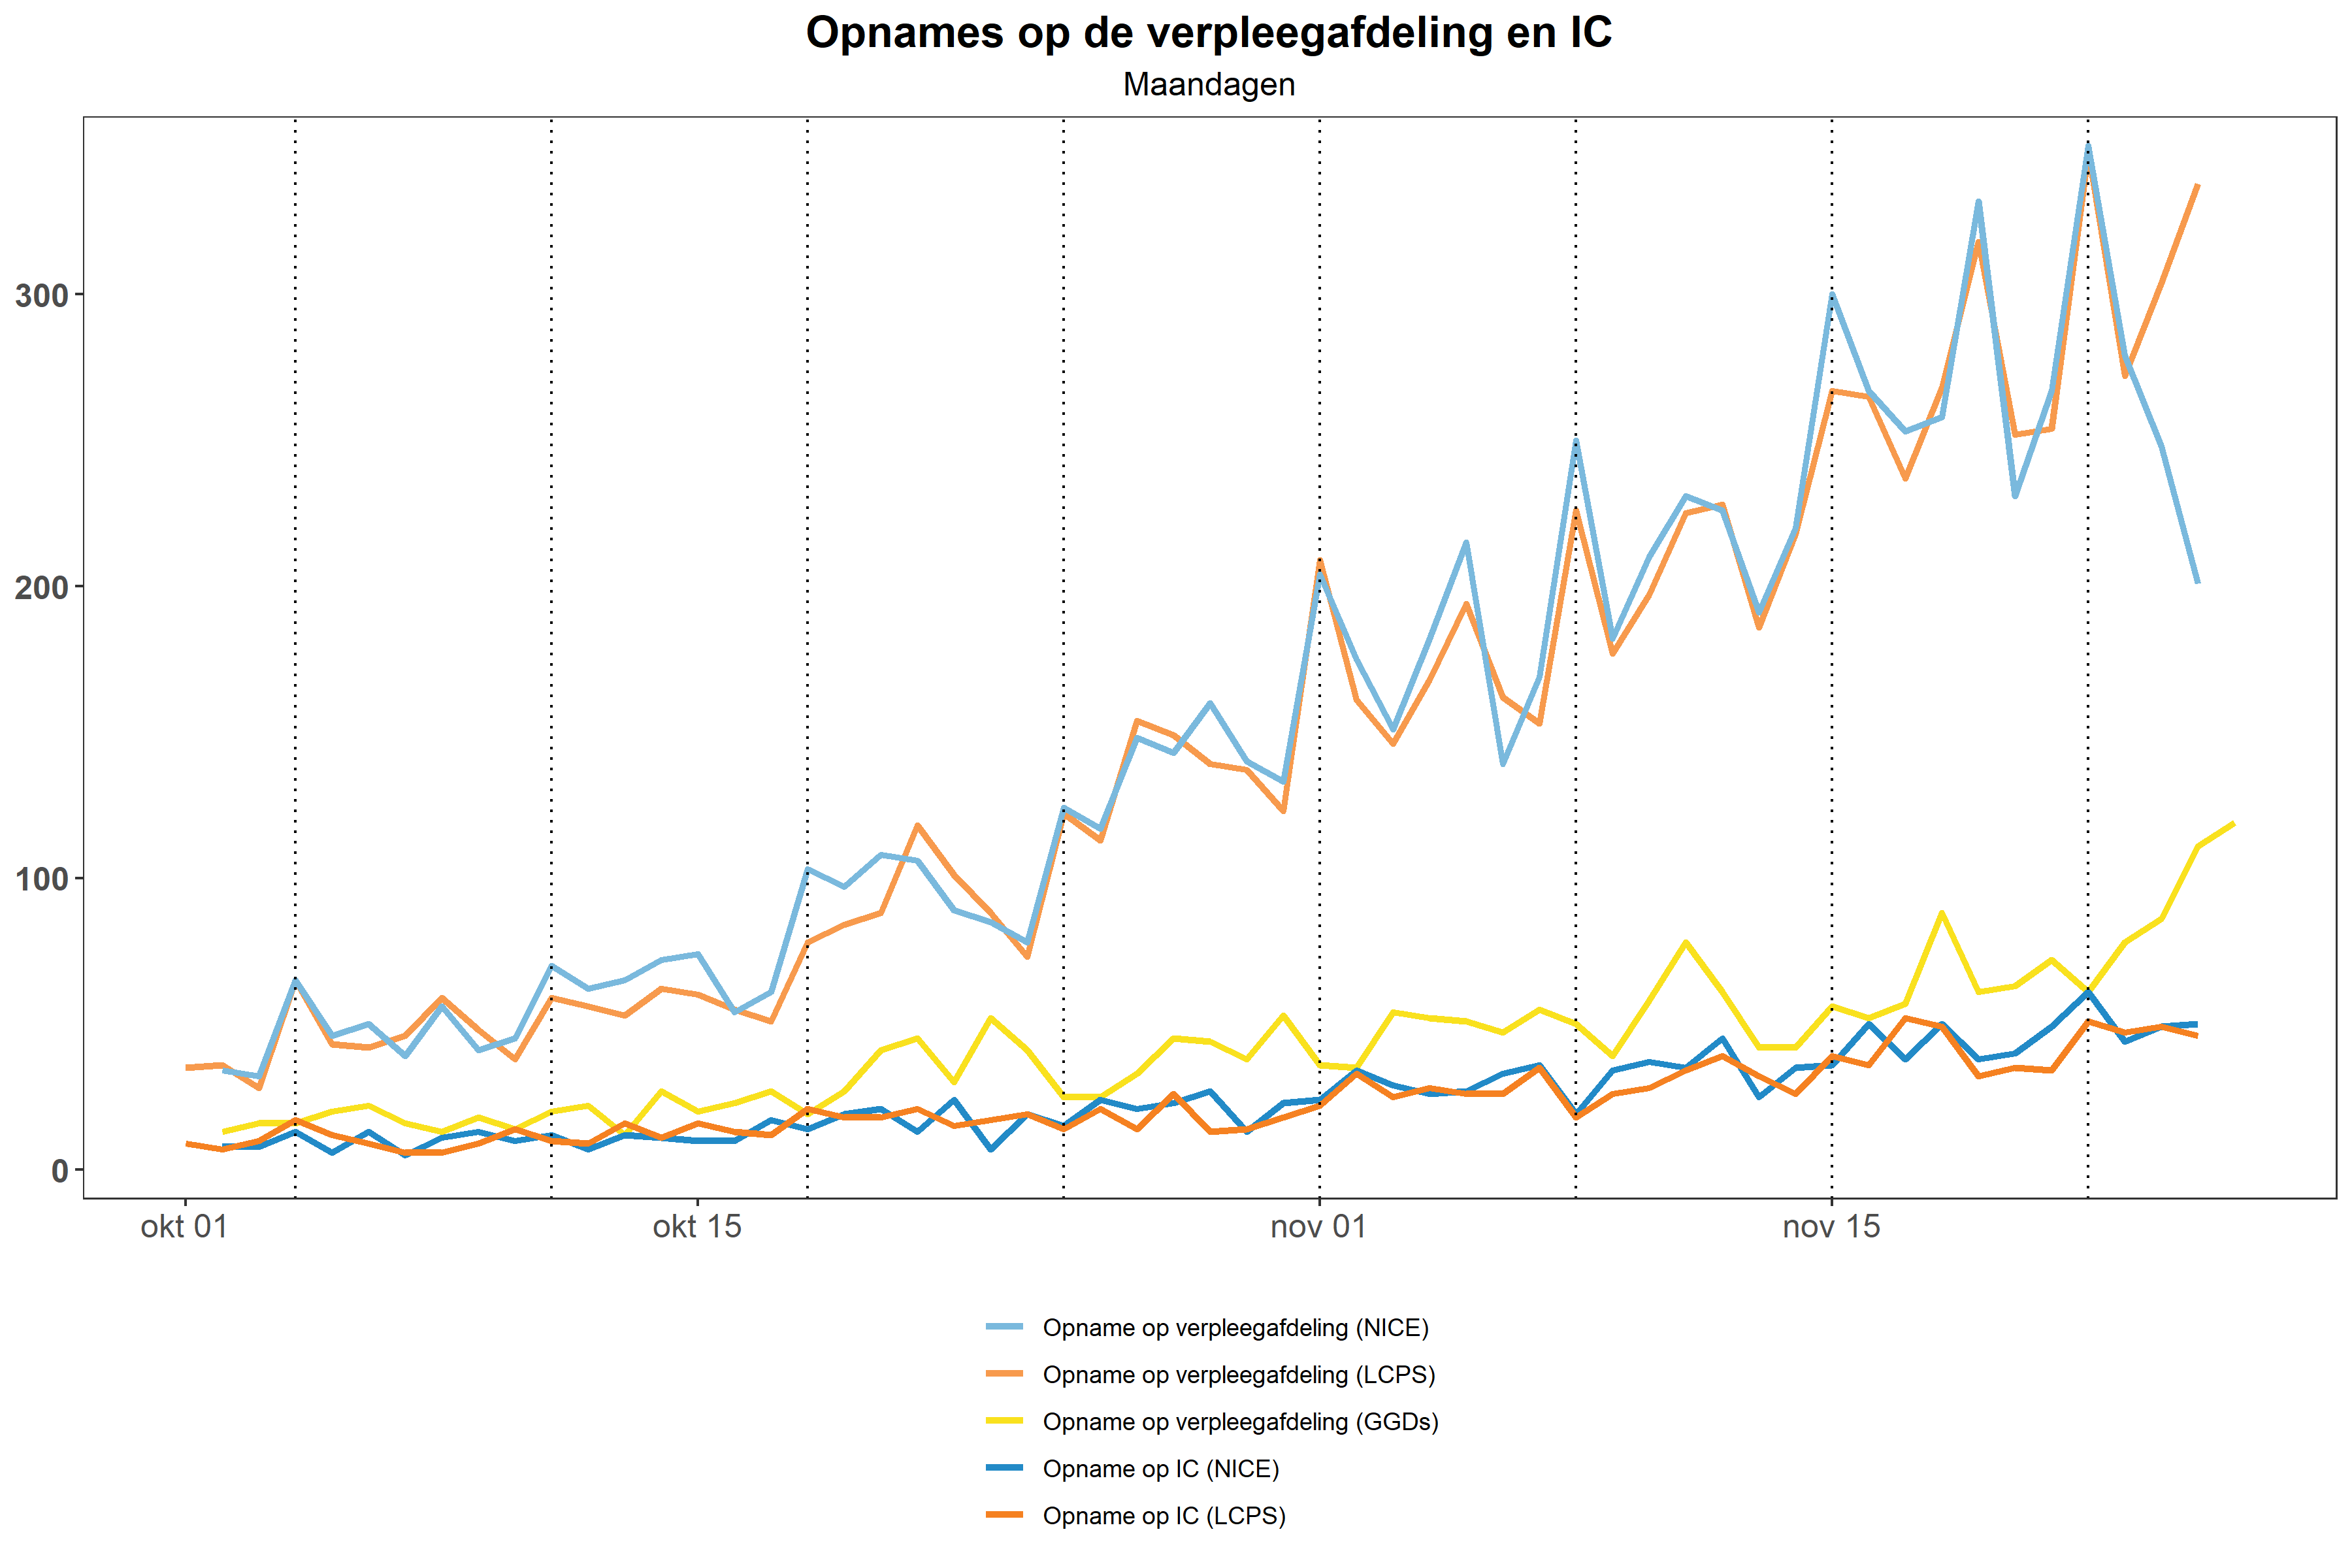 Opnames op de verpleegafdeling en IC
Maandagen
300
200
100
0
okt 01
okt 15
nov 01
nov 15
Opname op verpleegafdeling (NICE)
Opname op verpleegafdeling (LCPS)
Opname op verpleegafdeling (GGDs)
Opname op IC (NICE)
Opname op IC (LCPS)